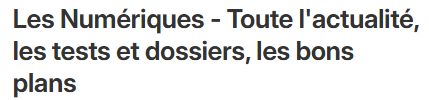 Les Numériques - Toute l'actualité,
les tests et dossiers, les bons
plans